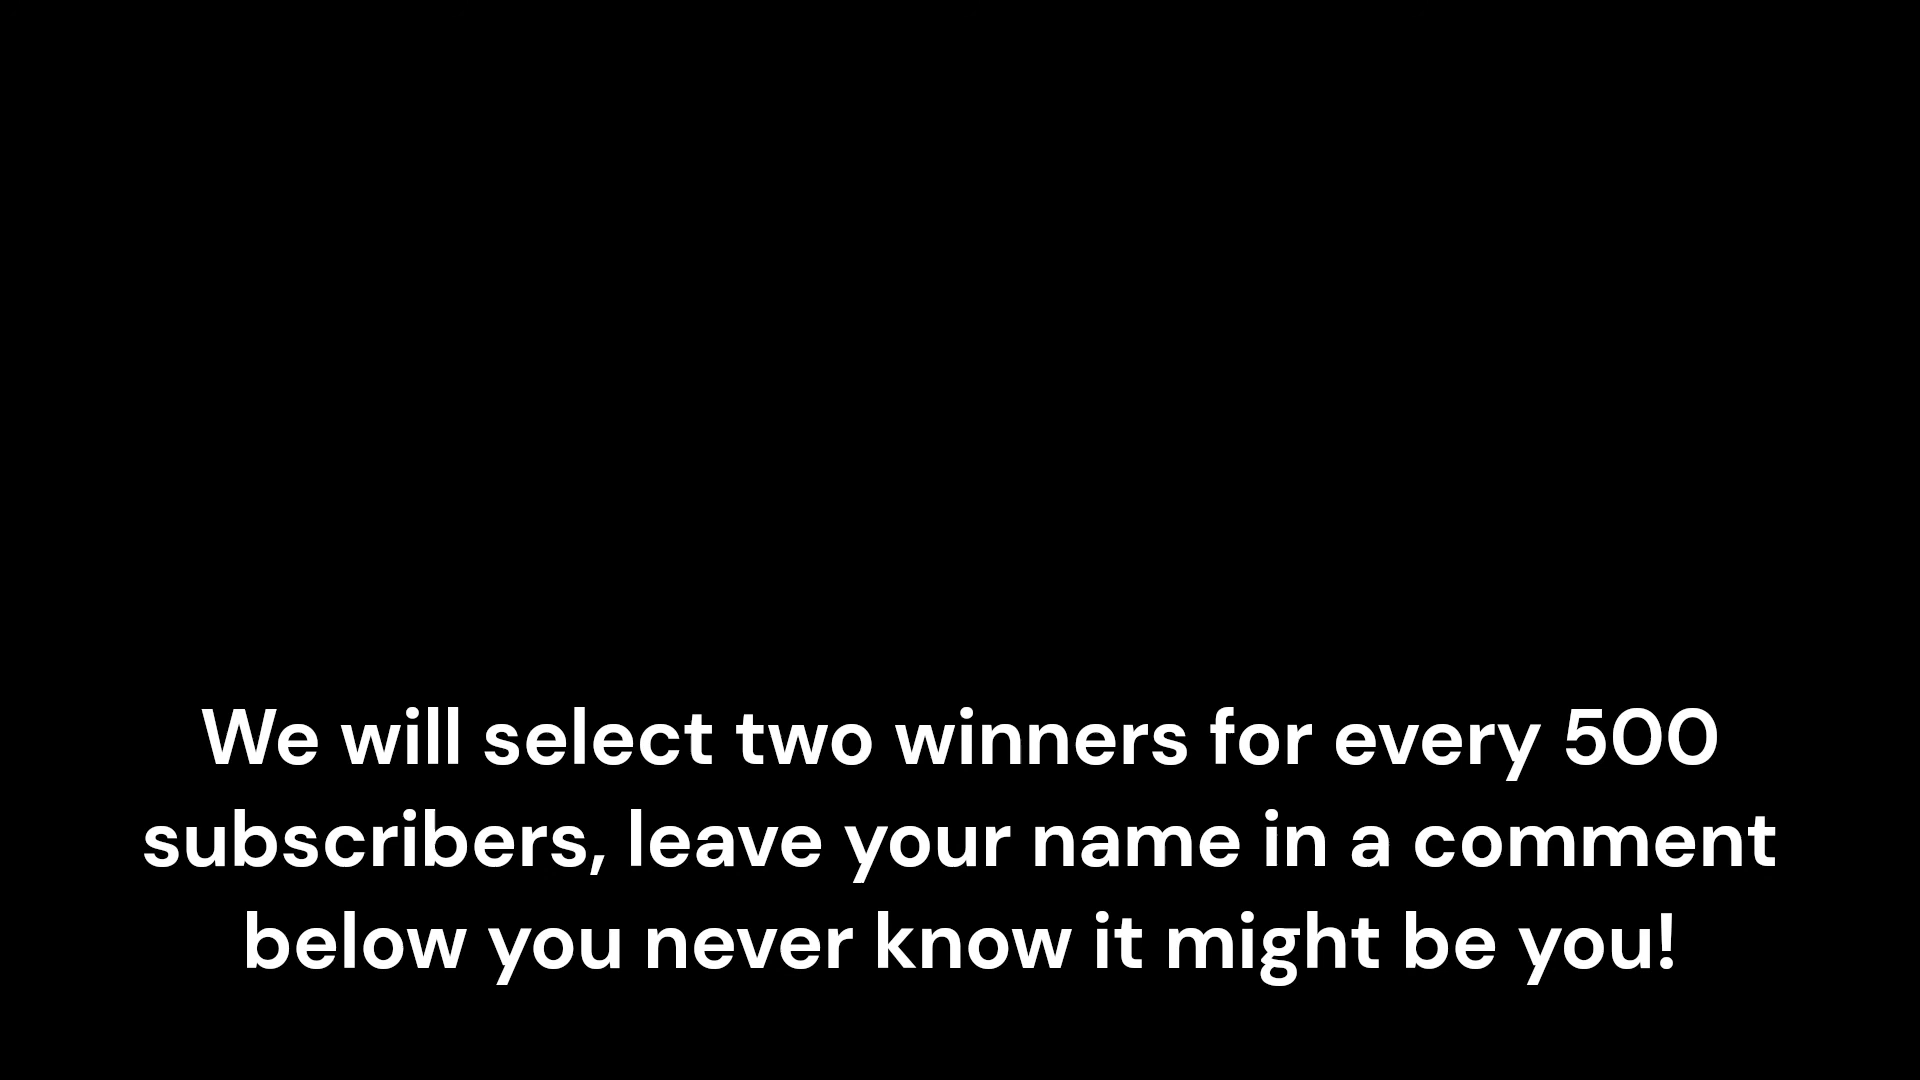 We will select two winners for every 500
subscribers, leave your name in a comment
below you never know it might be you!